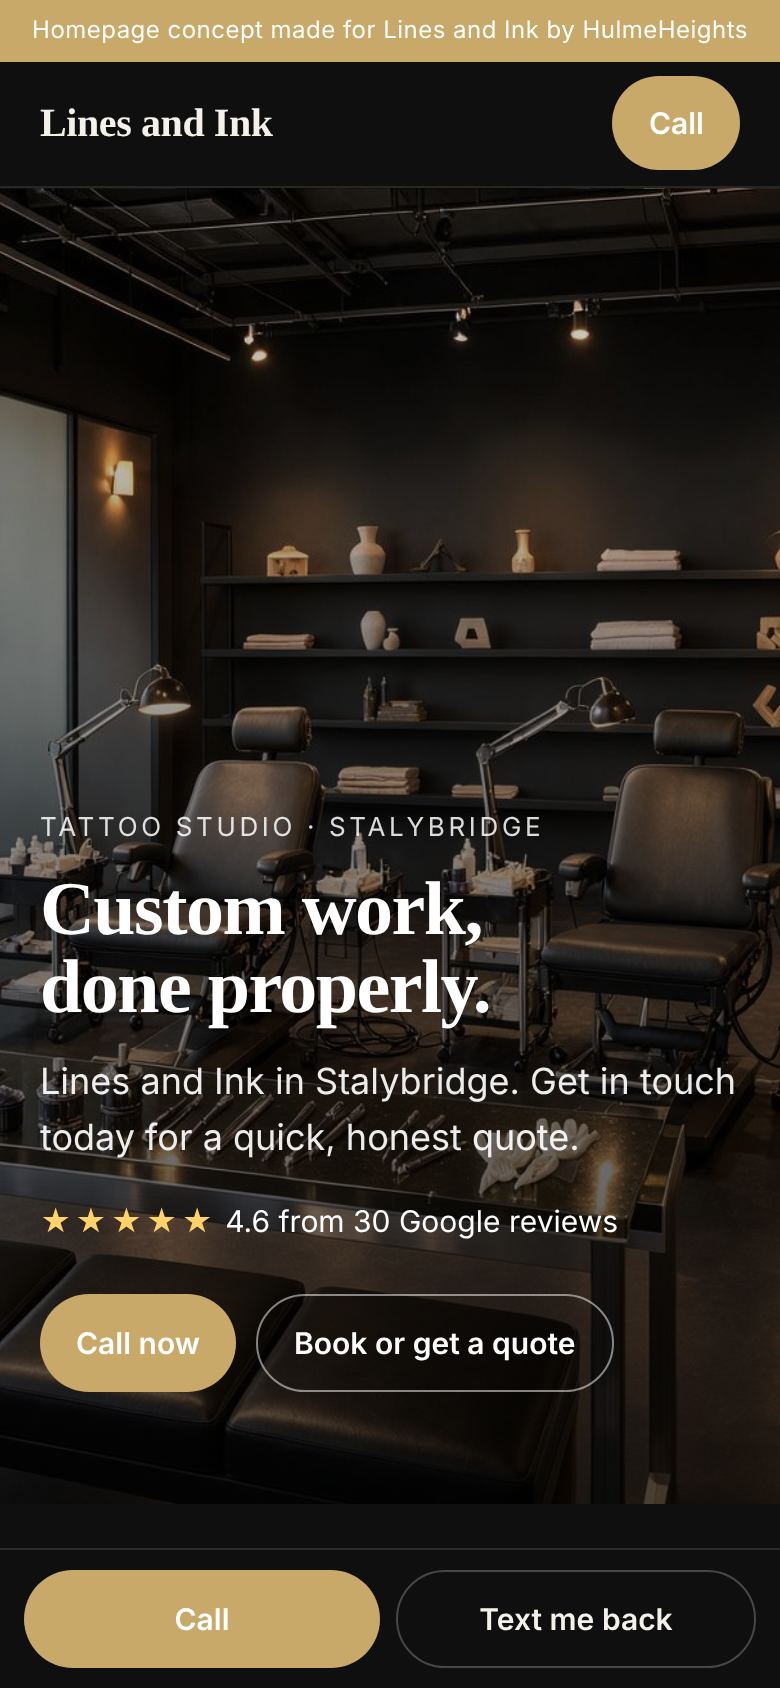 Homepage concept made for Lines and Ink by HulmeHeights
Lines and Ink
Call
TATTOO STUDIO · STALYBRIDGE
Custom work,
done properly.
Lines and Ink in Stalybridge. Get in touch
today for a quick, honest quote.
★★★★★ 4.6 from 30 Google reviews
Call now
Book or get a quote
Call
Text me back